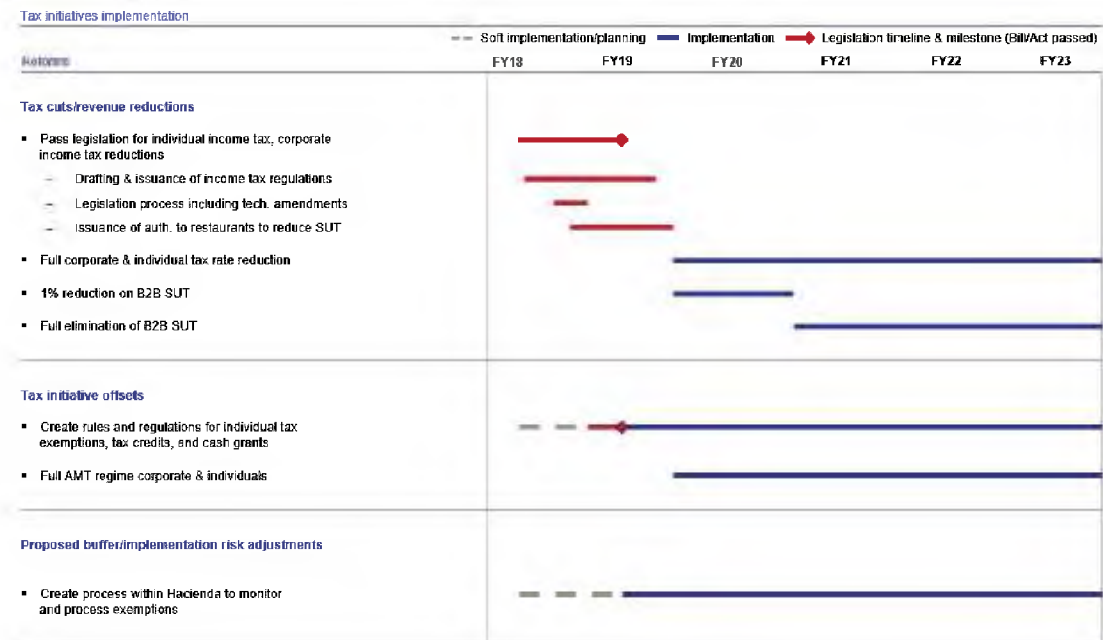 Tax initiatives implementation
Soft implementation/planning Implementation Legislation timeline & milestone (Bill/Act passed)
Reforms FY18 FY19 FY20 FY21 FY22 FY23
Tax cuts/revenue reductions
▪ Pass legislation for individual income tax, corporate
income tax reductions
– Drafting & issuance of income tax regulations
– Legislation process including tech. amendments
– Issuance of auth. to restaurants to reduce SUT
▪ Full corporate & individual tax rate reduction
▪ 1% reduction on B2B SUT
▪ Full elimination of B2B SUT
Tax initiative offsets
▪ Create rules and regulations for individual tax
exemptions, tax credits, and cash grants
▪ Full AMT regime corporate & individuals
Proposed buffer/implementation risk adjustments
▪ Create process within Hacienda to monitor
and process exemptions